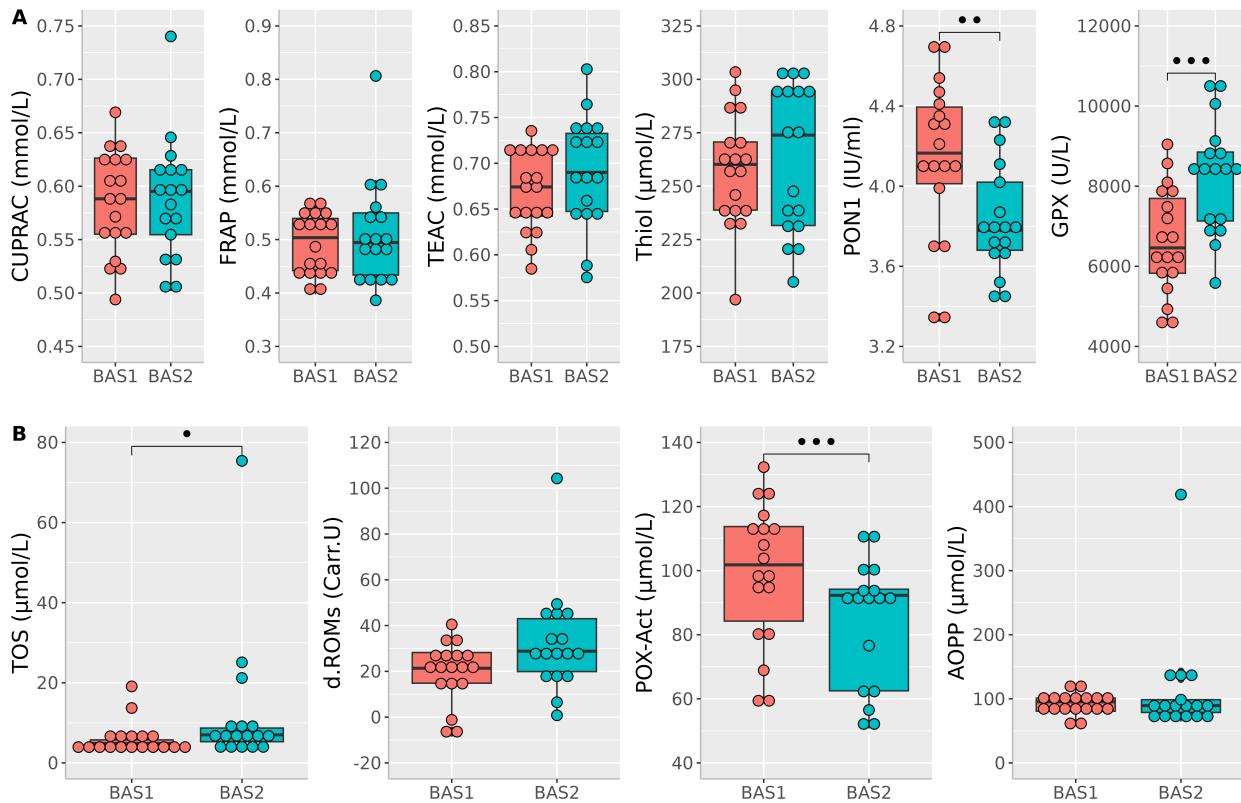 A
CUPRAC (mmol/L)
0.75
0.70
0.65
0.60
0.55
0.50
0.45
BAS1 BAS2
FRAP (mmol/L)
0.9
0.8
0.7
0.6
0.5
0.4
0.3
BAS1 BAS2
TEAC (mmol/L)
0.85
0.80
0.75
0.70
0.65
0.60
0.55
0.50
BAS1 BAS2
Thiol (µmol/L)
325
300
275
250
225
200
175
BAS1 BAS2
PON1 (IU/ml)
4.8
4.4
4.0
3.6
3.2
BAS1 BAS2
GPX (U/L)
12000
10000
8000
6000
4000
BAS1 BAS2
B
TOS (µmol/L)
80
60
40
20
0
BAS1 BAS2
d.ROMs (Carr.U)
120
100
80
60
40
20
0
-20
BAS1 BAS2
POX-Act (µmol/L)
140
120
100
80
60
40
BAS1 BAS2
AOPP (µmol/L)
500
400
300
200
100
0
BAS1 BAS2